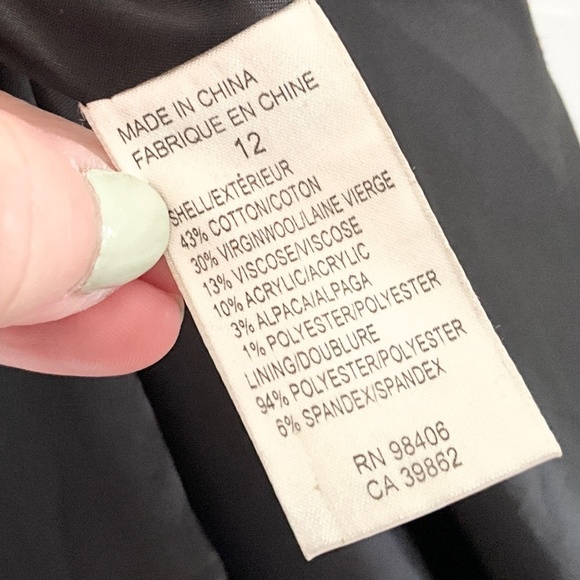 MADE IN CHINA
FABRIQUE EN CHINE
12
SHELL/EXTÉRIEUR
43% COTTON/COTON
30% VIRGINWOOL/LAINE VIERGE
13% VISCOSE/VISCOSE
10% ACRYLIC/ACRYLIC
3% ALPACA/ALPAGA
1% POLYESTER/POLYESTER
LINING/DOUBLURE
94% POLYESTER/POLYESTER
6% SPANDEX/SPANDEX
RN 98406
CA 39862